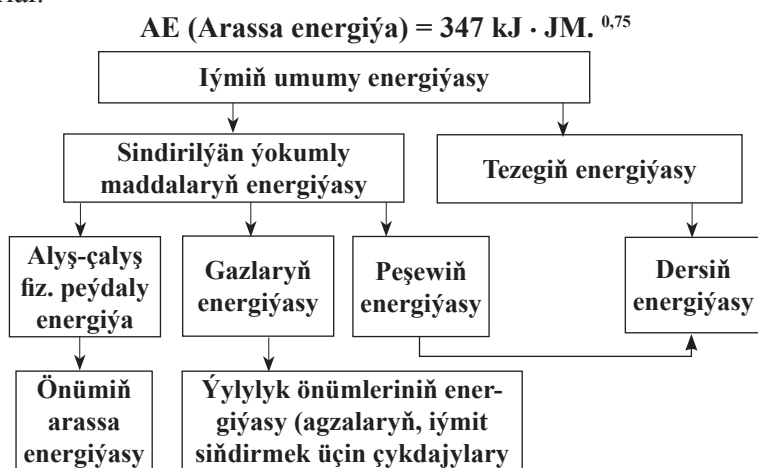 AE (Arassa energiýa) = 347 kJ · JM. 0,75
Iýmiň umumy energiýasy
Sindirilýän ýokumly
maddalaryň energiýasy
Tezegiň energiýasy
Alyş-çalyş
fiz. peýdaly
energiýa
Gazlaryň
energiýasy
Peşewiň
energiýasy
Dersiň
energiýasy
Önümiň
arassa
energiýasy
Ýylylyk önümleriniň ener-
giýasy (agzalaryň, iýmit
siňdirmek üçin çykdajylary